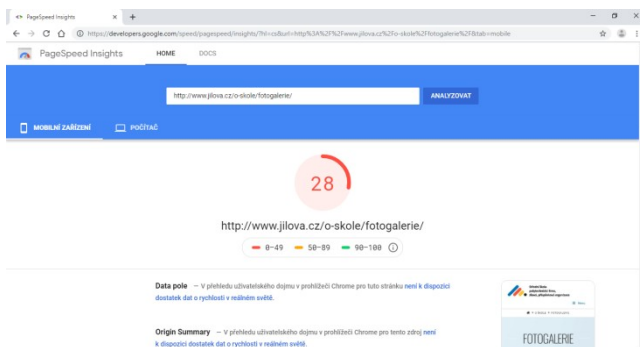 PageSpeed Insights
https://developers.google.com/speed/pagespeed/insights/?hl=cs&url=http%3A%2F%2Fwww.jilova.cz%2Fo-skole%2Ffotogalerie%2F&tab=mobile
PageSpeed Insights HOME DOCS
http://www.jilova.cz/o-skole/fotogalerie/ ANALYZOVAT
MOBILNÍ ZAŘÍZENÍ POČÍTAČ
28
http://www.jilova.cz/o-skole/fotogalerie/
0–49 50–89 90–100
Data pole — V přehledu uživatelského dojmu v prohlížeči Chrome pro tuto stránku není k dispozici
dostatek dat o rychlosti v reálném světě.
Origin Summary — V přehledu uživatelského dojmu v prohlížeči Chrome pro tento zdroj není
k dispozici dostatek dat o rychlosti v reálném světě.
FOTOGALERIE